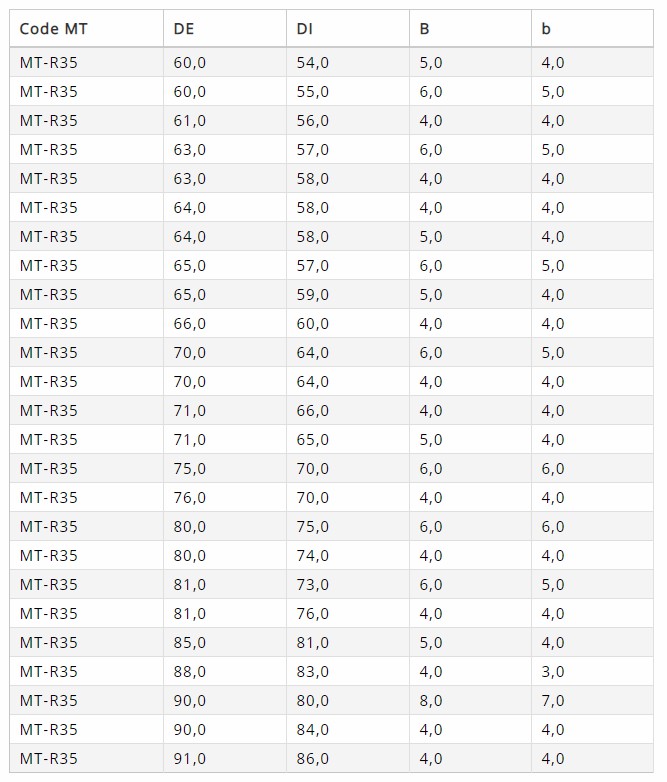 Code MT DE DI B b
MT-R35 60,0 54,0 5,0 4,0
MT-R35 60,0 55,0 6,0 5,0
MT-R35 61,0 56,0 4,0 4,0
MT-R35 63,0 57,0 6,0 5,0
MT-R35 63,0 58,0 4,0 4,0
MT-R35 64,0 58,0 4,0 4,0
MT-R35 64,0 58,0 5,0 4,0
MT-R35 65,0 57,0 6,0 5,0
MT-R35 65,0 59,0 5,0 4,0
MT-R35 66,0 60,0 4,0 4,0
MT-R35 70,0 64,0 6,0 5,0
MT-R35 70,0 64,0 4,0 4,0
MT-R35 71,0 66,0 4,0 4,0
MT-R35 71,0 65,0 5,0 4,0
MT-R35 75,0 70,0 6,0 6,0
MT-R35 76,0 70,0 4,0 4,0
MT-R35 80,0 75,0 6,0 6,0
MT-R35 80,0 74,0 4,0 4,0
MT-R35 81,0 73,0 6,0 5,0
MT-R35 81,0 76,0 4,0 4,0
MT-R35 85,0 81,0 5,0 4,0
MT-R35 88,0 83,0 4,0 3,0
MT-R35 90,0 80,0 8,0 7,0
MT-R35 90,0 84,0 4,0 4,0
MT-R35 91,0 86,0 4,0 4,0